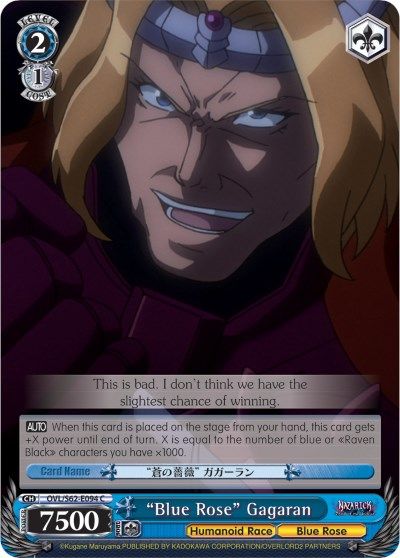 LEVEL
2
1
COST
This is bad. I don't think we have the
slightest chance of winning.
AUTO When this card is placed on the stage from your hand, this card gets
+X power until end of turn. X is equal to the number of blue or «Raven
Black» characters you have ×1000.
Card Name
“蒼の薔薇” ガガーラン
CH OVL/S62-E094 C
7500
“Blue Rose” Gagaran
NAZARICK
Humanoid Race
Blue Rose
©Kugane Maruyama,PUBLISHED BY KADOKAWA CORPORATION/OVERLORD2 PARTNERS